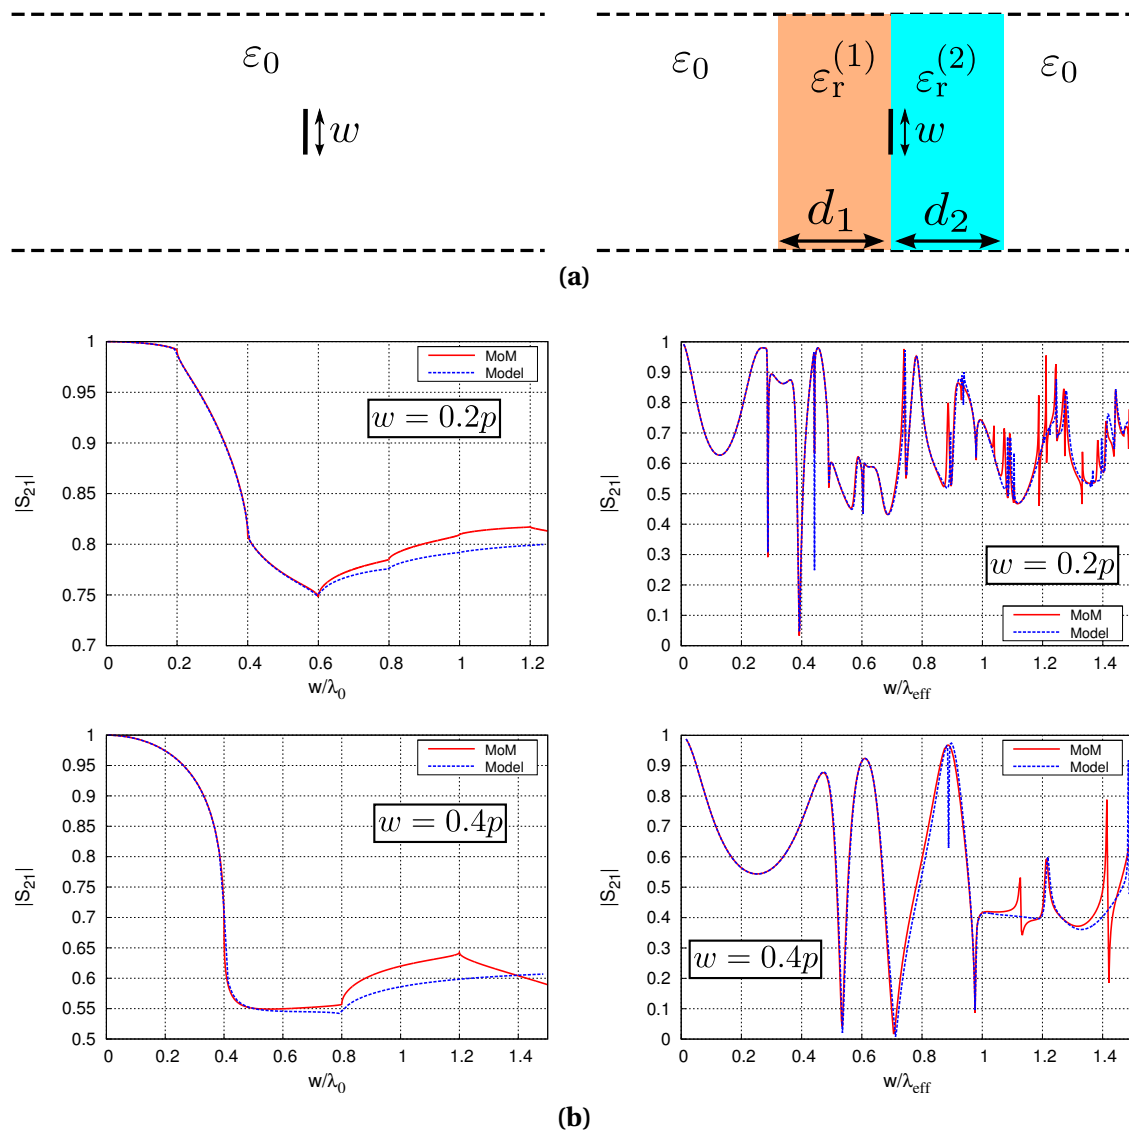 ε₀
w
ε₀ ε_r^(1) ε_r^(2) ε₀
w
d₁ d₂
(a)
1
0.95
0.9
0.85
0.8
0.75
0.7
|S₂₁|
MoM
Model
w = 0.2p
0 0.2 0.4 0.6 0.8 1 1.2
w/λ₀
1
0.9
0.8
0.7
0.6
0.5
0.4
0.3
0.2
0.1
0
|S₂₁|
w = 0.2p
MoM
Model
0 0.2 0.4 0.6 0.8 1 1.2 1.4
w/λ_eff
1
0.95
0.9
0.85
0.8
0.75
0.7
0.65
0.6
0.55
0.5
|S₂₁|
MoM
Model
w = 0.4p
0 0.2 0.4 0.6 0.8 1 1.2 1.4
w/λ₀
1
0.9
0.8
0.7
0.6
0.5
0.4
0.3
0.2
0.1
0
|S₂₁|
MoM
Model
w = 0.4p
0 0.2 0.4 0.6 0.8 1 1.2 1.4
w/λ_eff
(b)